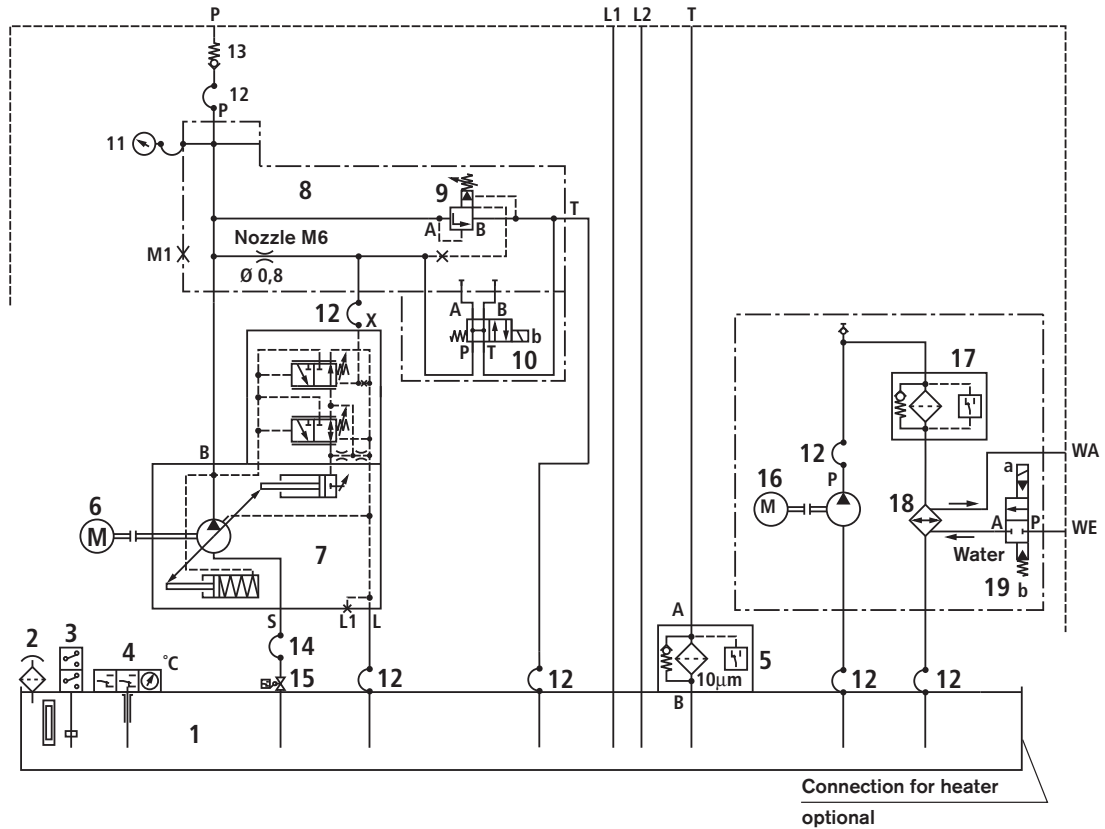 P L1 L2 T
13
12
P
11
8 9 T
A B
Nozzle M6
M1
Ø 0,8
12 X A B
b
P T 10
17
B 12 WA
16 P a
6 M M 18
A P WE
7 Water
19 b
S L1 L A
2 3 4 °C 14 5
15 12 12 10µm 12 12
B
1
Connection for heater
optional